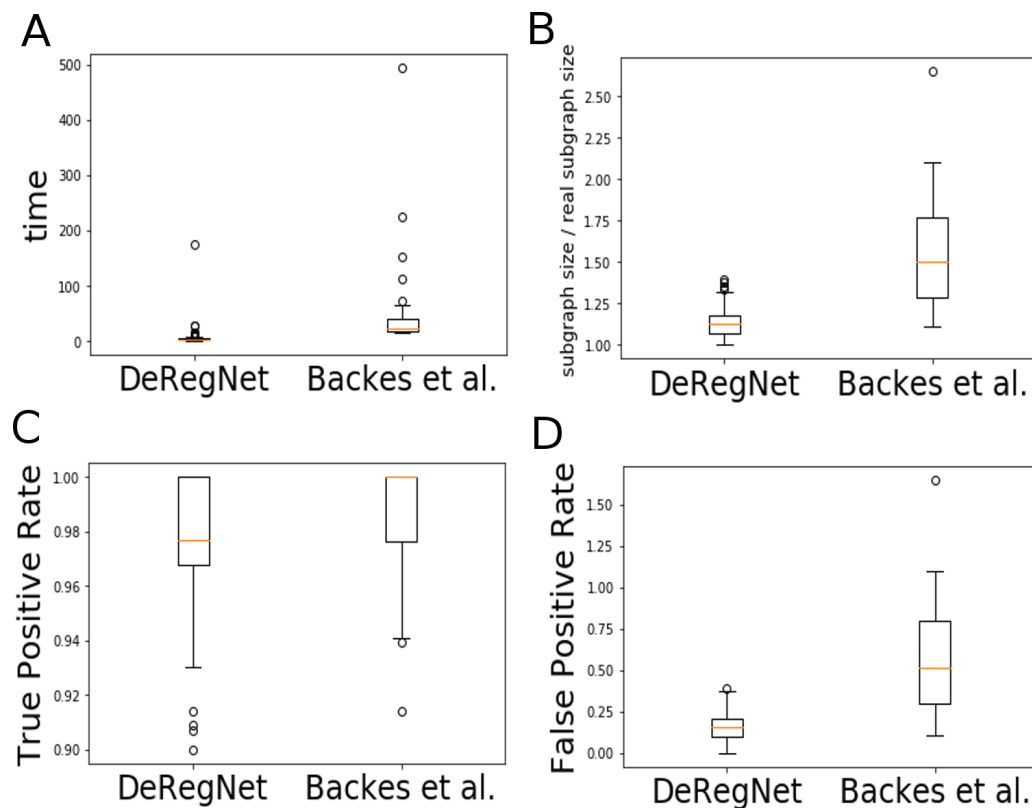 A
time
500
400
300
200
100
0
DeRegNet Backes et al.
B
subgraph size / real subgraph size
2.50
2.25
2.00
1.75
1.50
1.25
1.00
DeRegNet Backes et al.
C
True Positive Rate
1.00
0.98
0.96
0.94
0.92
0.90
DeRegNet Backes et al.
D
False Positive Rate
1.50
1.25
1.00
0.75
0.50
0.25
0.00
DeRegNet Backes et al.